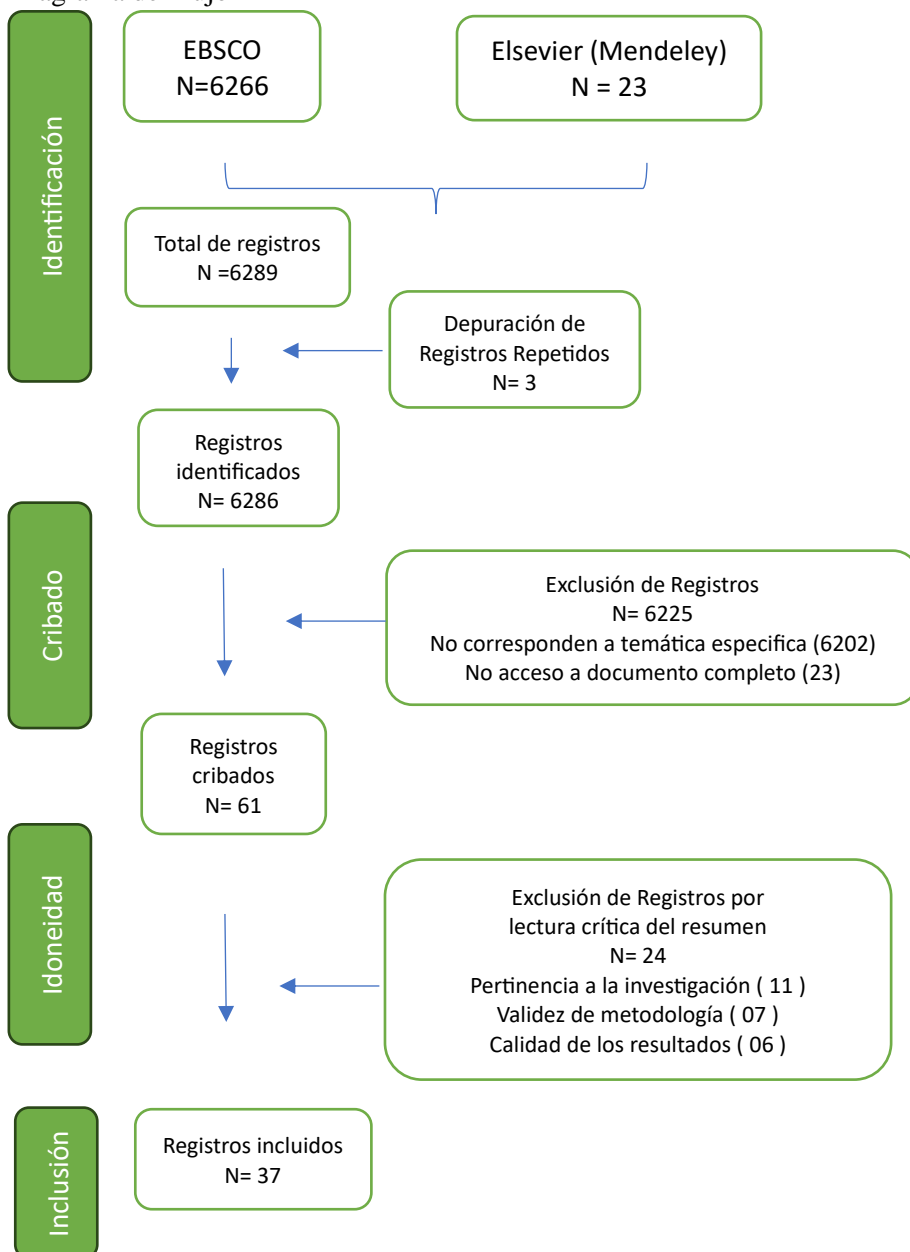 Identificación
EBSCO
N=6266
Elsevier (Mendeley)
N = 23
Total de registros
N =6289
Depuración de
Registros Repetidos
N= 3
Registros
identificados
N= 6286
Cribado
Exclusión de Registros
N= 6225
No corresponden a temática especifica (6202)
No acceso a documento completo (23)
Registros
cribados
N= 61
Idoneidad
Exclusión de Registros por
lectura crítica del resumen
N= 24
Pertinencia a la investigación ( 11 )
Validez de metodología ( 07 )
Calidad de los resultados ( 06 )
Inclusión
Registros incluidos
N= 37